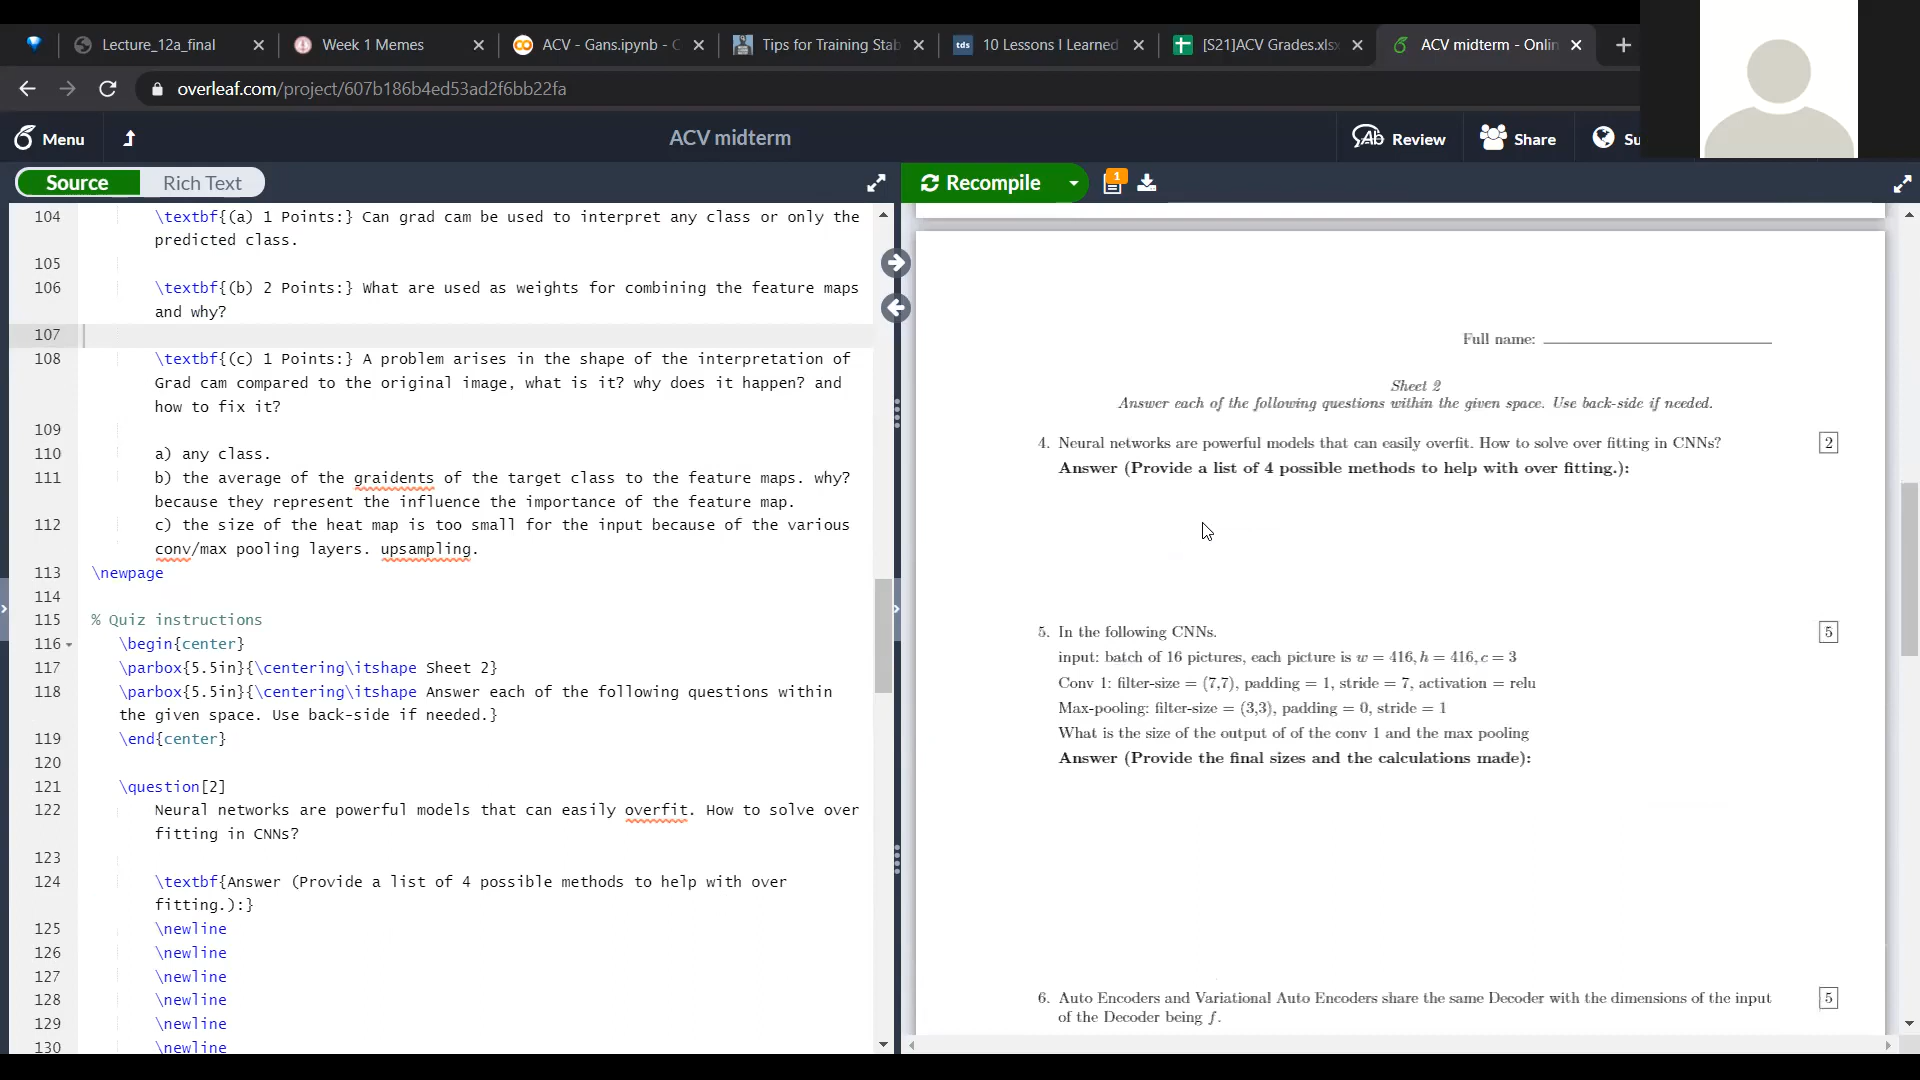 Lecture_12a_final
Week 1 Memes
ACV - Gans.ipynb - C
Tips for Training Stab
tds
10 Lessons I Learned
[S21]ACV Grades.xlsx
ACV midterm - Onlin
overleaf.com/project/607b186b4ed53ad2f6bb22fa
Menu
ACV midterm
Review
Share
Su
Source
Rich Text
Recompile
1
104 \textbf{(a) 1 Points:} Can grad cam be used to interpret any class or only the
predicted class.
105
106 \textbf{(b) 2 Points:} What are used as weights for combining the feature maps
and why?
107
108 \textbf{(c) 1 Points:} A problem arises in the shape of the interpretation of
Grad cam compared to the original image, what is it? why does it happen? and
how to fix it?
109
110 a) any class.
111 b) the average of the graidents of the target class to the feature maps. why?
because they represent the influence the importance of the feature map.
112 c) the size of the heat map is too small for the input because of the various
conv/max pooling layers. upsampling.
113 \newpage
114
115 % Quiz instructions
116 \begin{center}
117 \parbox{5.5in}{\centering\itshape Sheet 2}
118 \parbox{5.5in}{\centering\itshape Answer each of the following questions within
the given space. Use back-side if needed.}
119 \end{center}
120
121 \question[2]
122 Neural networks are powerful models that can easily overfit. How to solve over
fitting in CNNs?
123
124 \textbf{Answer (Provide a list of 4 possible methods to help with over
fitting.):}
125 \newline
126 \newline
127 \newline
128 \newline
129 \newline
130 \newline
Full name:
Sheet 2
Answer each of the following questions within the given space. Use back-side if needed.
4. Neural networks are powerful models that can easily overfit. How to solve over fitting in CNNs? 2
Answer (Provide a list of 4 possible methods to help with over fitting.):
5. In the following CNNs. 5
input: batch of 16 pictures, each picture is w = 416, h = 416, c = 3
Conv 1: filter-size = (7,7), padding = 1, stride = 7, activation = relu
Max-pooling: filter-size = (3,3), padding = 0, stride = 1
What is the size of the output of of the conv 1 and the max pooling
Answer (Provide the final sizes and the calculations made):
6. Auto Encoders and Variational Auto Encoders share the same Decoder with the dimensions of the input 5
of the Decoder being f.